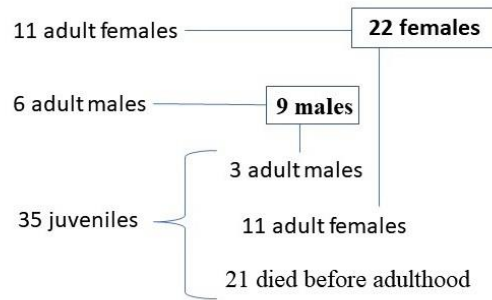 11 adult females
22 females
6 adult males
9 males
3 adult males
35 juveniles
11 adult females
21 died before adulthood